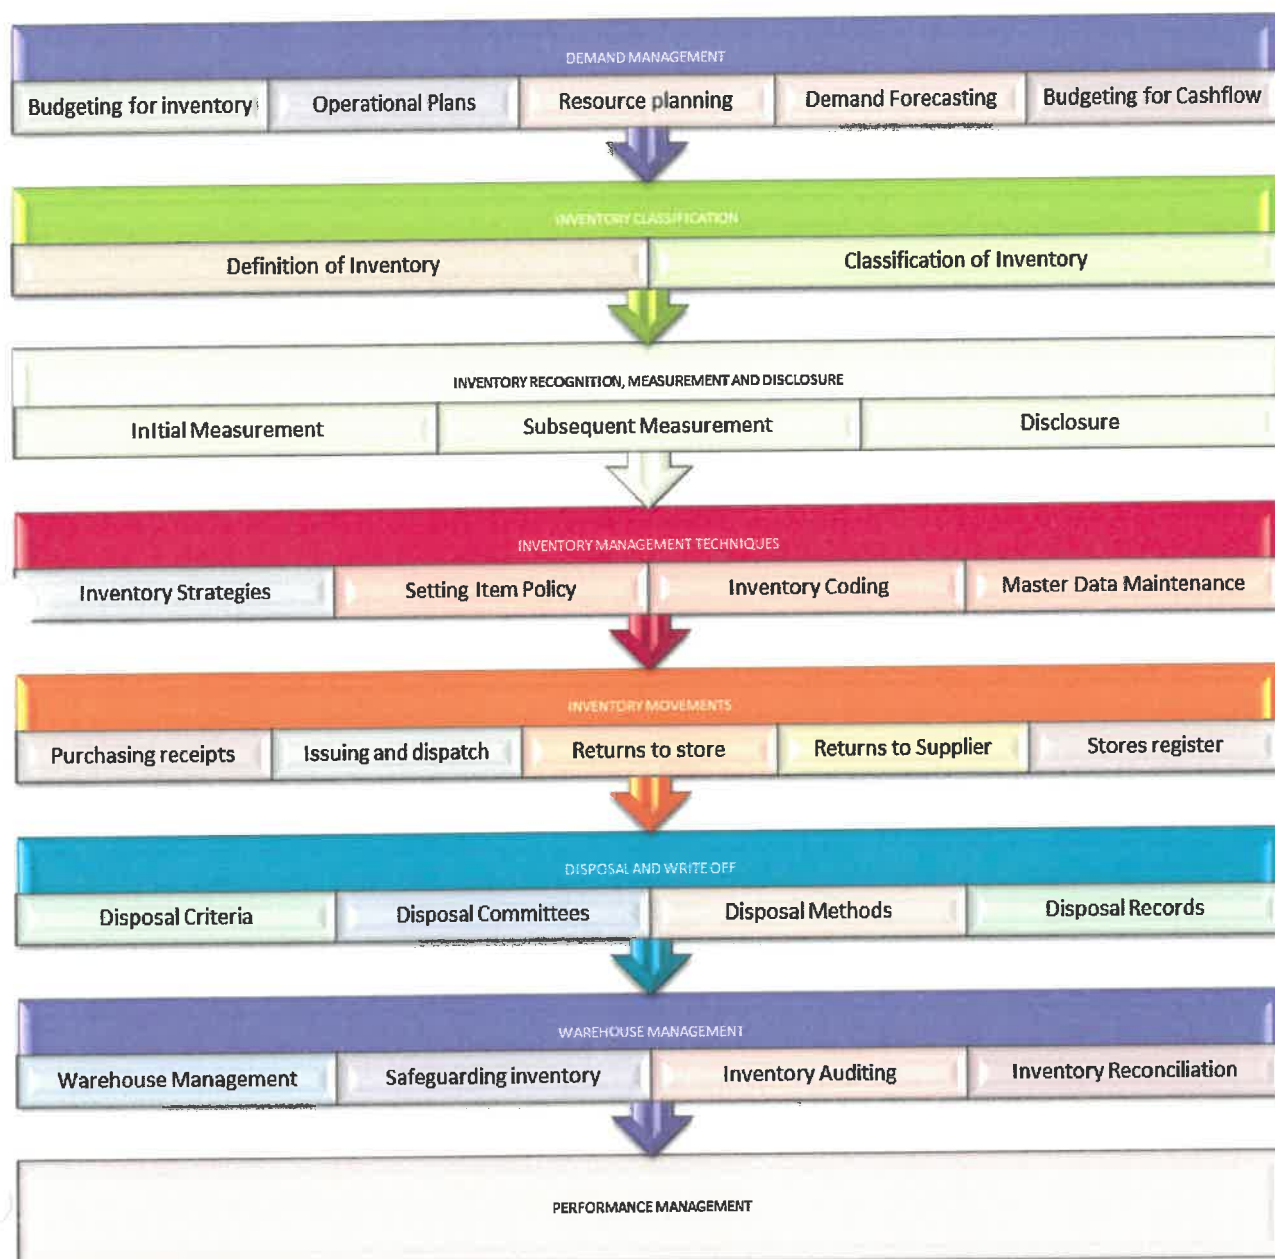 DEMAND MANAGEMENT
Budgeting for inventory
Operational Plans
Resource planning
Demand Forecasting
Budgeting for Cashflow
INVENTORY CLASSIFICATION
Definition of Inventory
Classification of Inventory
INVENTORY RECOGNITION, MEASUREMENT AND DISCLOSURE
Initial Measurement
Subsequent Measurement
Disclosure
INVENTORY MANAGEMENT TECHNIQUES
Inventory Strategies
Setting Item Policy
Inventory Coding
Master Data Maintenance
INVENTORY MOVEMENTS
Purchasing receipts
Issuing and dispatch
Returns to store
Returns to Supplier
Stores register
DISPOSAL AND WRITE OFF
Disposal Criteria
Disposal Committees
Disposal Methods
Disposal Records
WAREHOUSE MANAGEMENT
Warehouse Management
Safeguarding inventory
Inventory Auditing
Inventory Reconciliation
PERFORMANCE MANAGEMENT